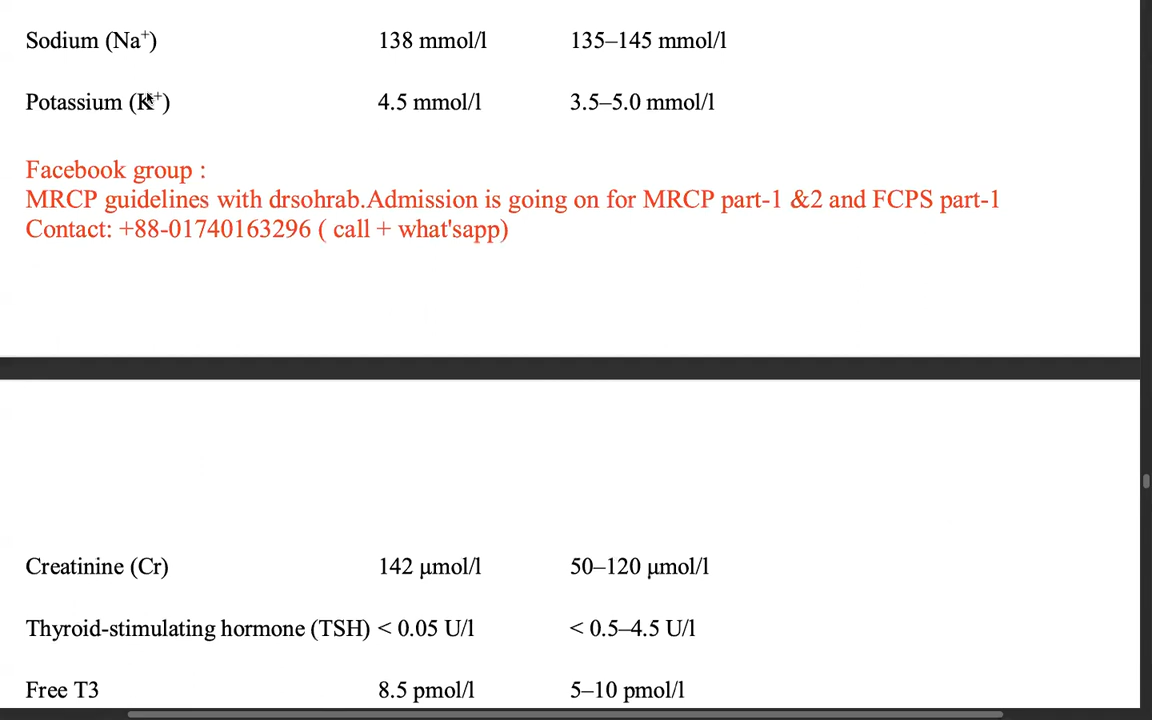 Sodium (Na⁺) 138 mmol/l 135–145 mmol/l
Potassium (K⁺) 4.5 mmol/l 3.5–5.0 mmol/l
Facebook group :
MRCP guidelines with drsohrab.Admission is going on for MRCP part-1 &2 and FCPS part-1
Contact: +88-01740163296 ( call + what'sapp)
Creatinine (Cr) 142 μmol/l 50–120 μmol/l
Thyroid-stimulating hormone (TSH) < 0.05 U/l < 0.5–4.5 U/l
Free T3 8.5 pmol/l 5–10 pmol/l